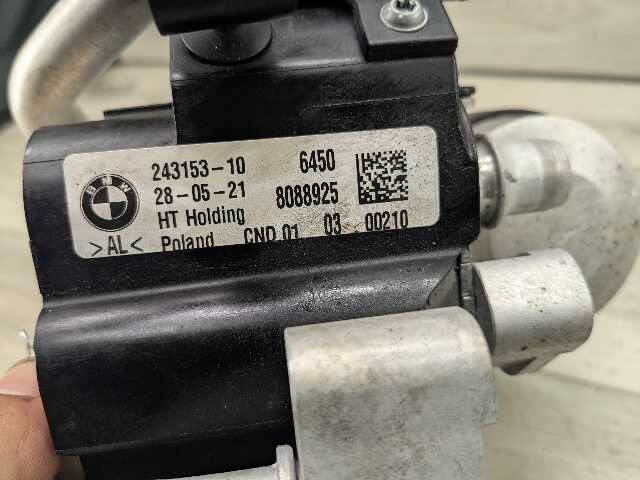 BMW
243153-10 6450
28-05-21 8088925
HT Holding
>AL< Poland CND 01 03 00210